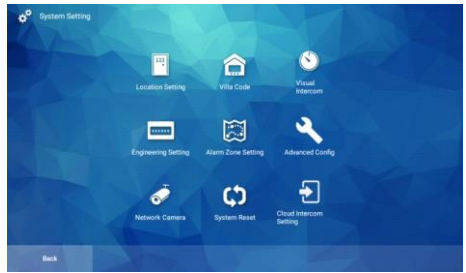 System Setting
Location Setting
Villa Code
Visual
Intercom
Engineering Setting
Alarm Zone Setting
Advanced Config
Network Camera
System Reset
Cloud Intercom
Setting
Back